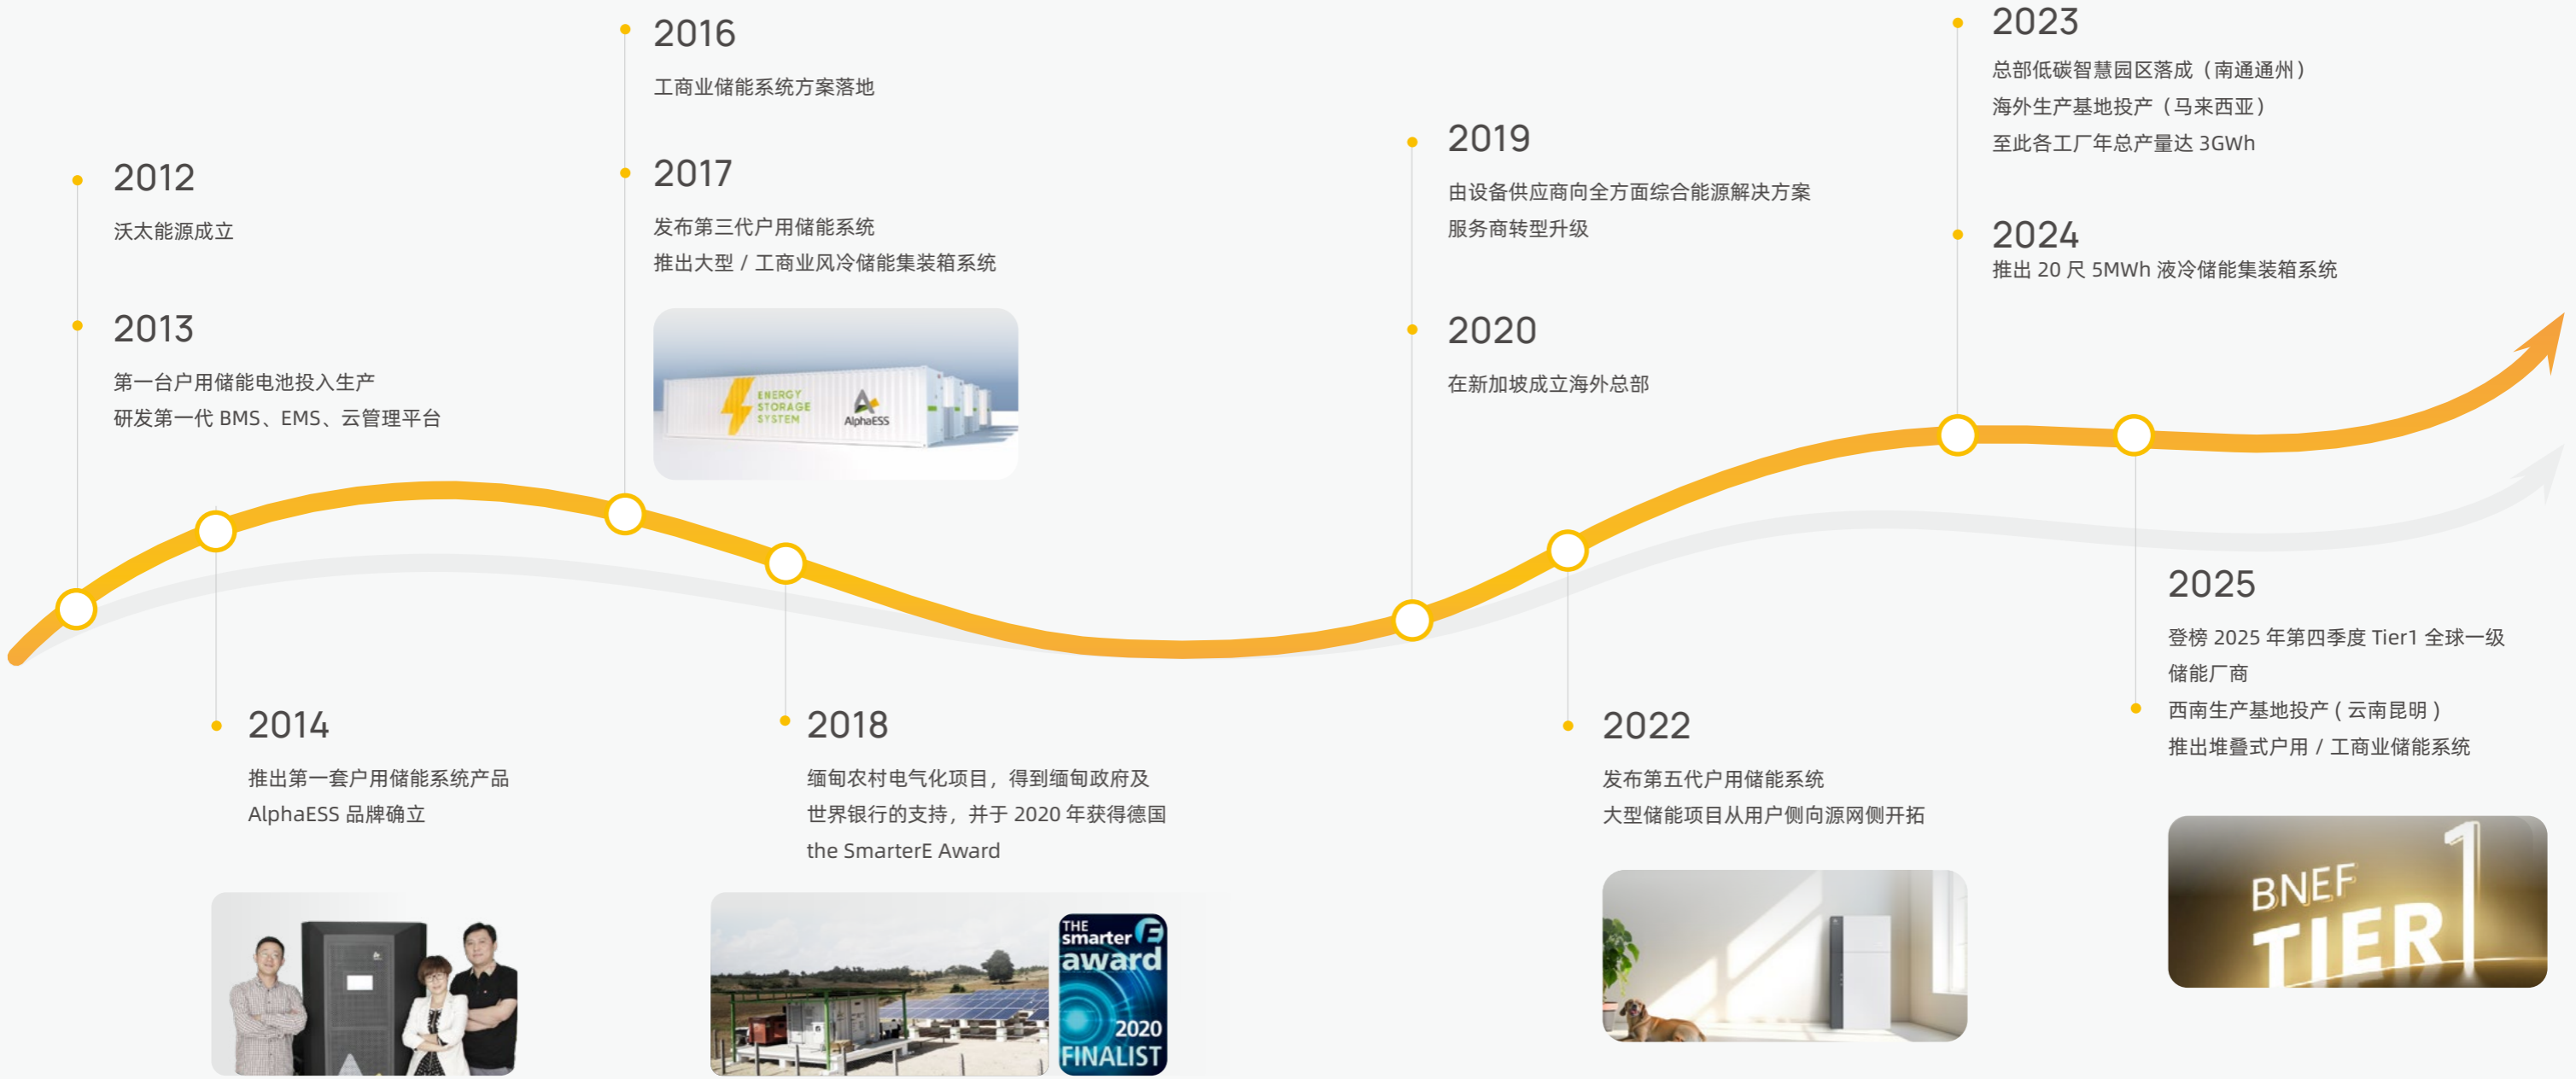 2012
沃太能源成立
2013
第一台户用储能电池投入生产
研发第一代 BMS、EMS、云管理平台
2014
推出第一套户用储能系统产品
AlphaESS 品牌确立
2016
工商业储能系统方案落地
2017
发布第三代户用储能系统
推出大型 / 工商业风冷储能集装箱系统
ENERGY
STORAGE
SYSTEM
AlphaESS
2018
缅甸农村电气化项目，得到缅甸政府及
世界银行的支持，并于 2020 年获得德国
the SmarterE Award
THE
smarter E
award
2020
FINALIST
2019
由设备供应商向全方面综合能源解决方案
服务商转型升级
2020
在新加坡成立海外总部
2022
发布第五代户用储能系统
大型储能项目从用户侧向源网侧开拓
2023
总部低碳智慧园区落成（南通通州）
海外生产基地投产（马来西亚）
至此各工厂年总产量达 3GWh
2024
推出 20 尺 5MWh 液冷储能集装箱系统
2025
登榜 2025 年第四季度 Tier1 全球一级
储能厂商
西南生产基地投产 ( 云南昆明 )
推出堆叠式户用 / 工商业储能系统
BNEF
TIER 1